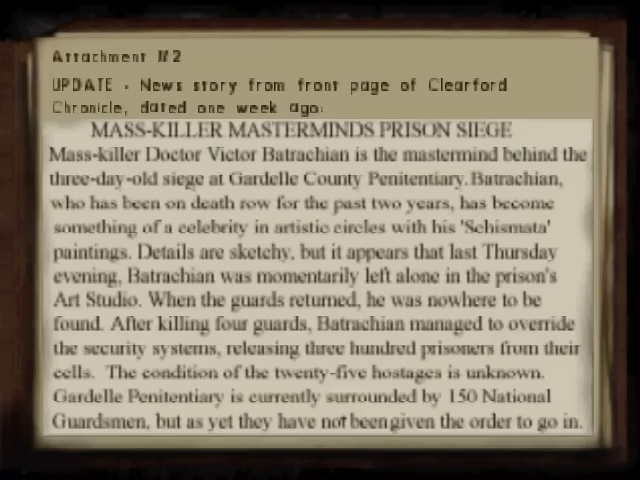 Attachment #2
UPDATE - News story from front page of Clearford
Chronicle, dated one week ago:
MASS-KILLER MASTERMINDS PRISON SIEGE
Mass-killer Doctor Victor Batrachian is the mastermind behind the
three-day-old siege at Gardelle County Penitentiary. Batrachian,
who has been on death row for the past two years, has become
something of a celebrity in artistic circles with his 'Schismata'
paintings. Details are sketchy, but it appears that last Thursday
evening, Batrachian was momentarily left alone in the prison's
Art Studio. When the guards returned, he was nowhere to be
found. After killing four guards, Batrachian managed to override
the security systems, releasing three hundred prisoners from their
cells. The condition of the twenty-five hostages is unknown.
Gardelle Penitentiary is currently surrounded by 150 National
Guardsmen, but as yet they have not been given the order to go in.